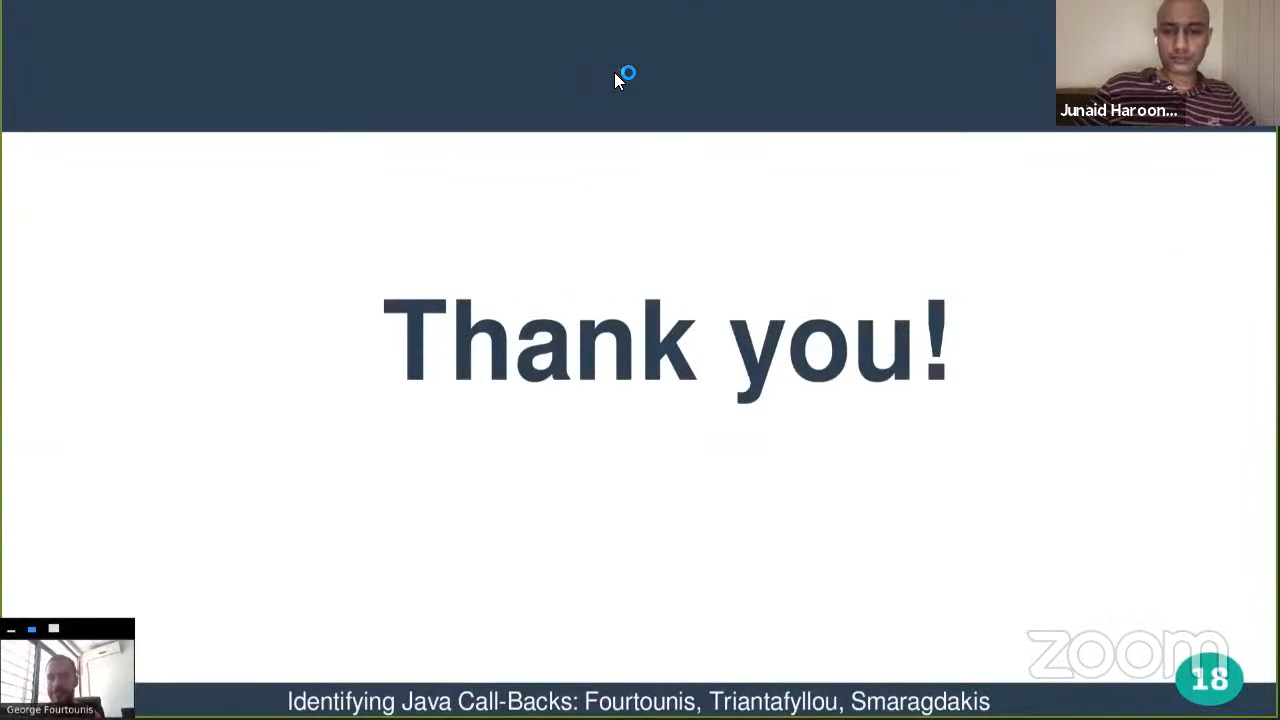 Junaid Haroon...
Thank you!
zoom
18
George Fourtounis
Identifying Java Call-Backs: Fourtounis, Triantafyllou, Smaragdakis